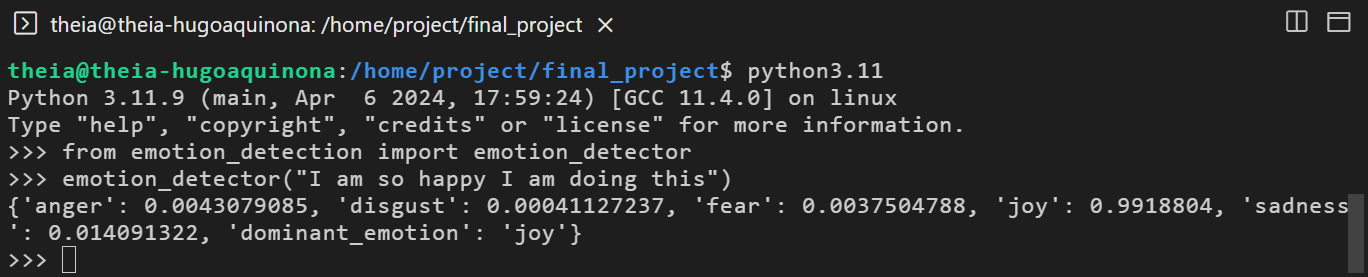 theia@theia-hugoaquinona: /home/project/final_project
theia@theia-hugoaquinona:/home/project/final_project$ python3.11
Python 3.11.9 (main, Apr  6 2024, 17:59:24) [GCC 11.4.0] on linux
Type "help", "copyright", "credits" or "license" for more information.
>>> from emotion_detection import emotion_detector
>>> emotion_detector("I am so happy I am doing this")
{'anger': 0.0043079085, 'disgust': 0.00041127237, 'fear': 0.0037504788, 'joy': 0.9918804, 'sadness
': 0.014091322, 'dominant_emotion': 'joy'}
>>>